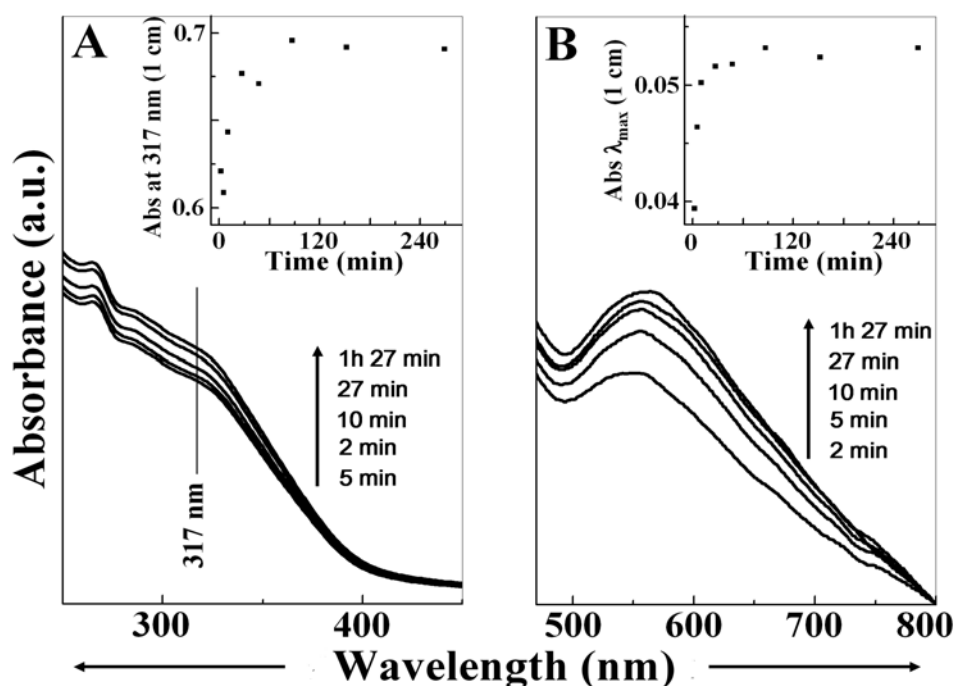 A
B
Abs at 317 nm (1 cm)
0.7
0.6
0 120 240
Time (min)
Abs λmax (1 cm)
0.05
0.04
0 120 240
Time (min)
Absorbance (a.u.)
317 nm
1h 27 min
27 min
10 min
2 min
5 min
1h 27 min
27 min
10 min
5 min
2 min
300 400
500 600 700 800
Wavelength (nm)